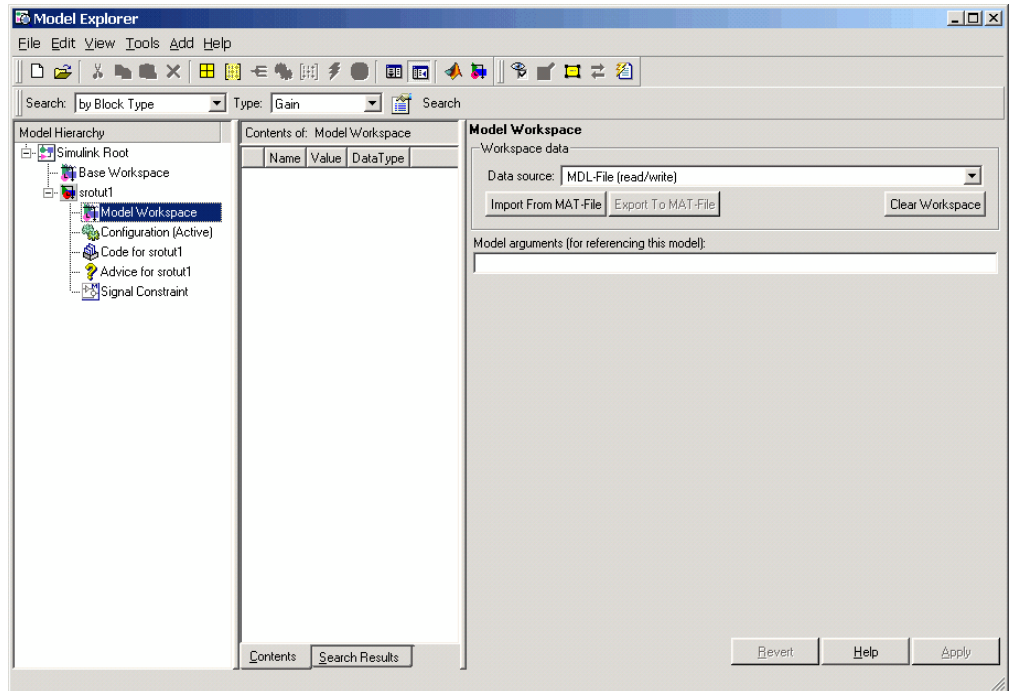 Model Explorer
File Edit View Tools Add Help
Search: by Block Type Type: Gain Search
Model Hierarchy
Simulink Root
Base Workspace
srotut1
Model Workspace
Configuration (Active)
Code for srotut1
Advice for srotut1
Signal Constraint
Contents of: Model Workspace
Name Value DataType
Contents Search Results
Model Workspace
Workspace data
Data source: MDL-File (read/write)
Import From MAT-File Export To MAT-File Clear Workspace
Model arguments (for referencing this model):
Revert Help Apply